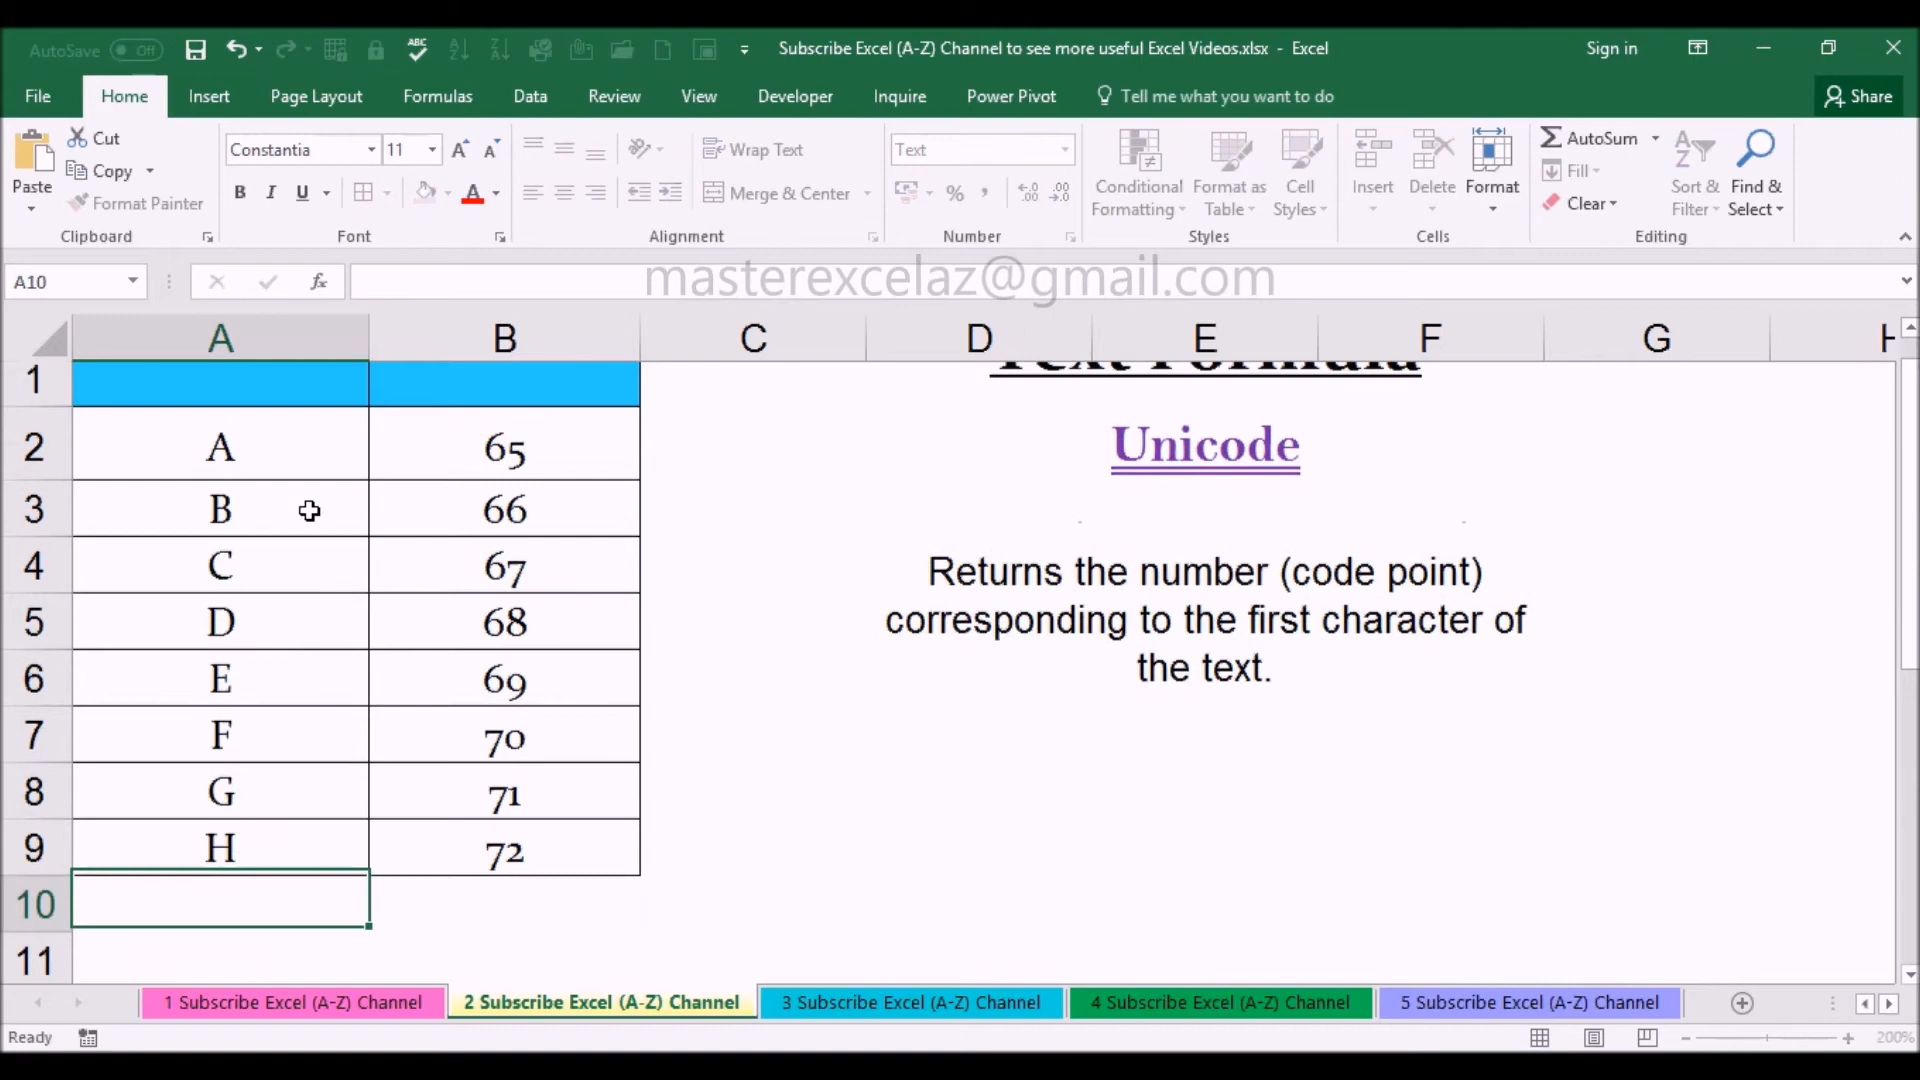 AutoSave Off
Subscribe Excel (A-Z) Channel to see more useful Excel Videos.xlsx - Excel
Sign in
File Home Insert Page Layout Formulas Data Review View Developer Inquire Power Pivot Tell me what you want to do Share
Paste
Cut
Copy
Format Painter
Clipboard
Constantia 11
B I U
Font
Wrap Text
Merge & Center
Alignment
Text
Number
Conditional Formatting
Format as Table
Cell Styles
Styles
Insert Delete Format
Cells
AutoSum
Fill
Clear
Sort & Filter
Find & Select
Editing
A10 fx
masterexcelaz@gmail.com
A B C D E F G H
1
Text Formula
2 A 65
Unicode
3 B 66
4 C 67
Returns the number (code point)
5 D 68
corresponding to the first character of
6 E 69
the text.
7 F 70
8 G 71
9 H 72
10
11
1 Subscribe Excel (A-Z) Channel
2 Subscribe Excel (A-Z) Channel
3 Subscribe Excel (A-Z) Channel
4 Subscribe Excel (A-Z) Channel
5 Subscribe Excel (A-Z) Channel
Ready
200%